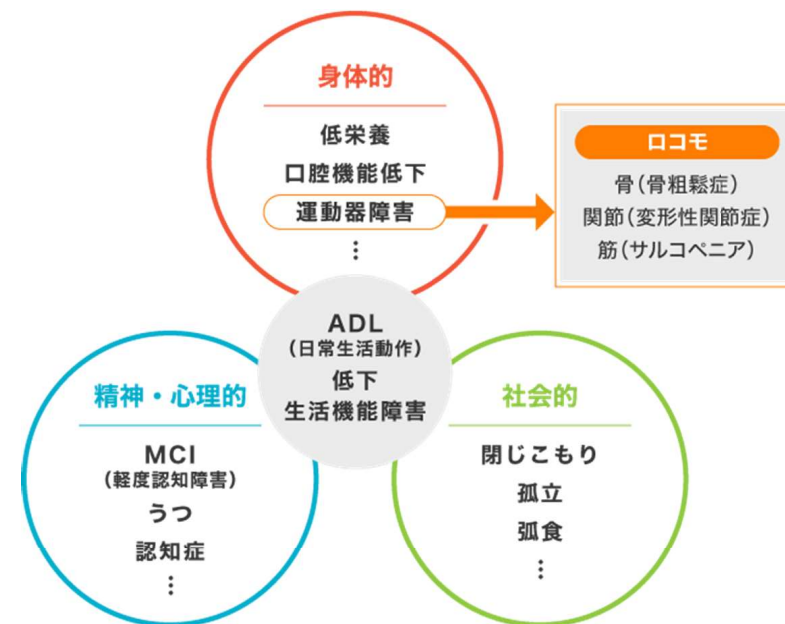 身体的
低栄養
口腔機能低下
運動器障害
⋮
ロコモ
骨(骨粗鬆症)
関節(変形性関節症)
筋(サルコペニア)
ADL
(日常生活動作)
低下
生活機能障害
精神・心理的
MCI
(軽度認知障害)
うつ
認知症
⋮
社会的
閉じこもり
孤立
弧食
⋮